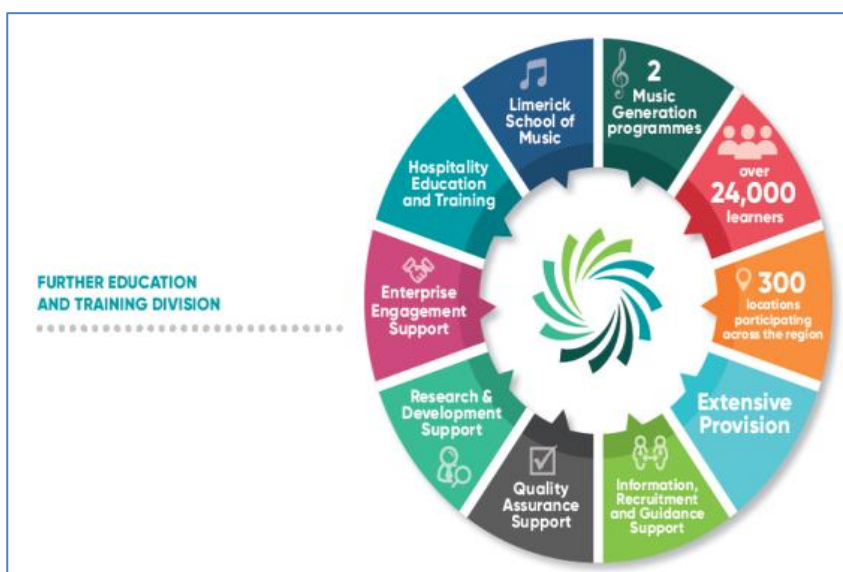 FURTHER EDUCATION
AND TRAINING DIVISION
2
Music
Generation
programmes
over
24,000
learners
300
locations
participating
across the region
Extensive
Provision
Information,
Recruitment
and Guidance
Support
Quality
Assurance
Support
Research &
Development
Support
Enterprise
Engagement
Support
Hospitality
Education
and Training
Limerick
School of
Music